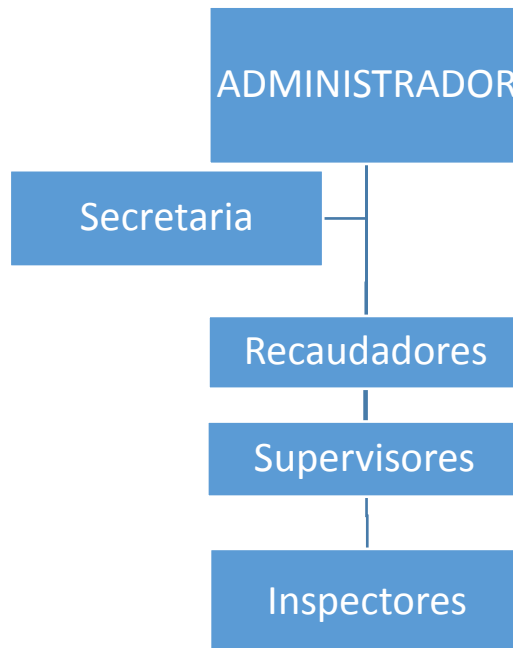 ADMINISTRADOR
Secretaria
Recaudadores
Supervisores
Inspectores